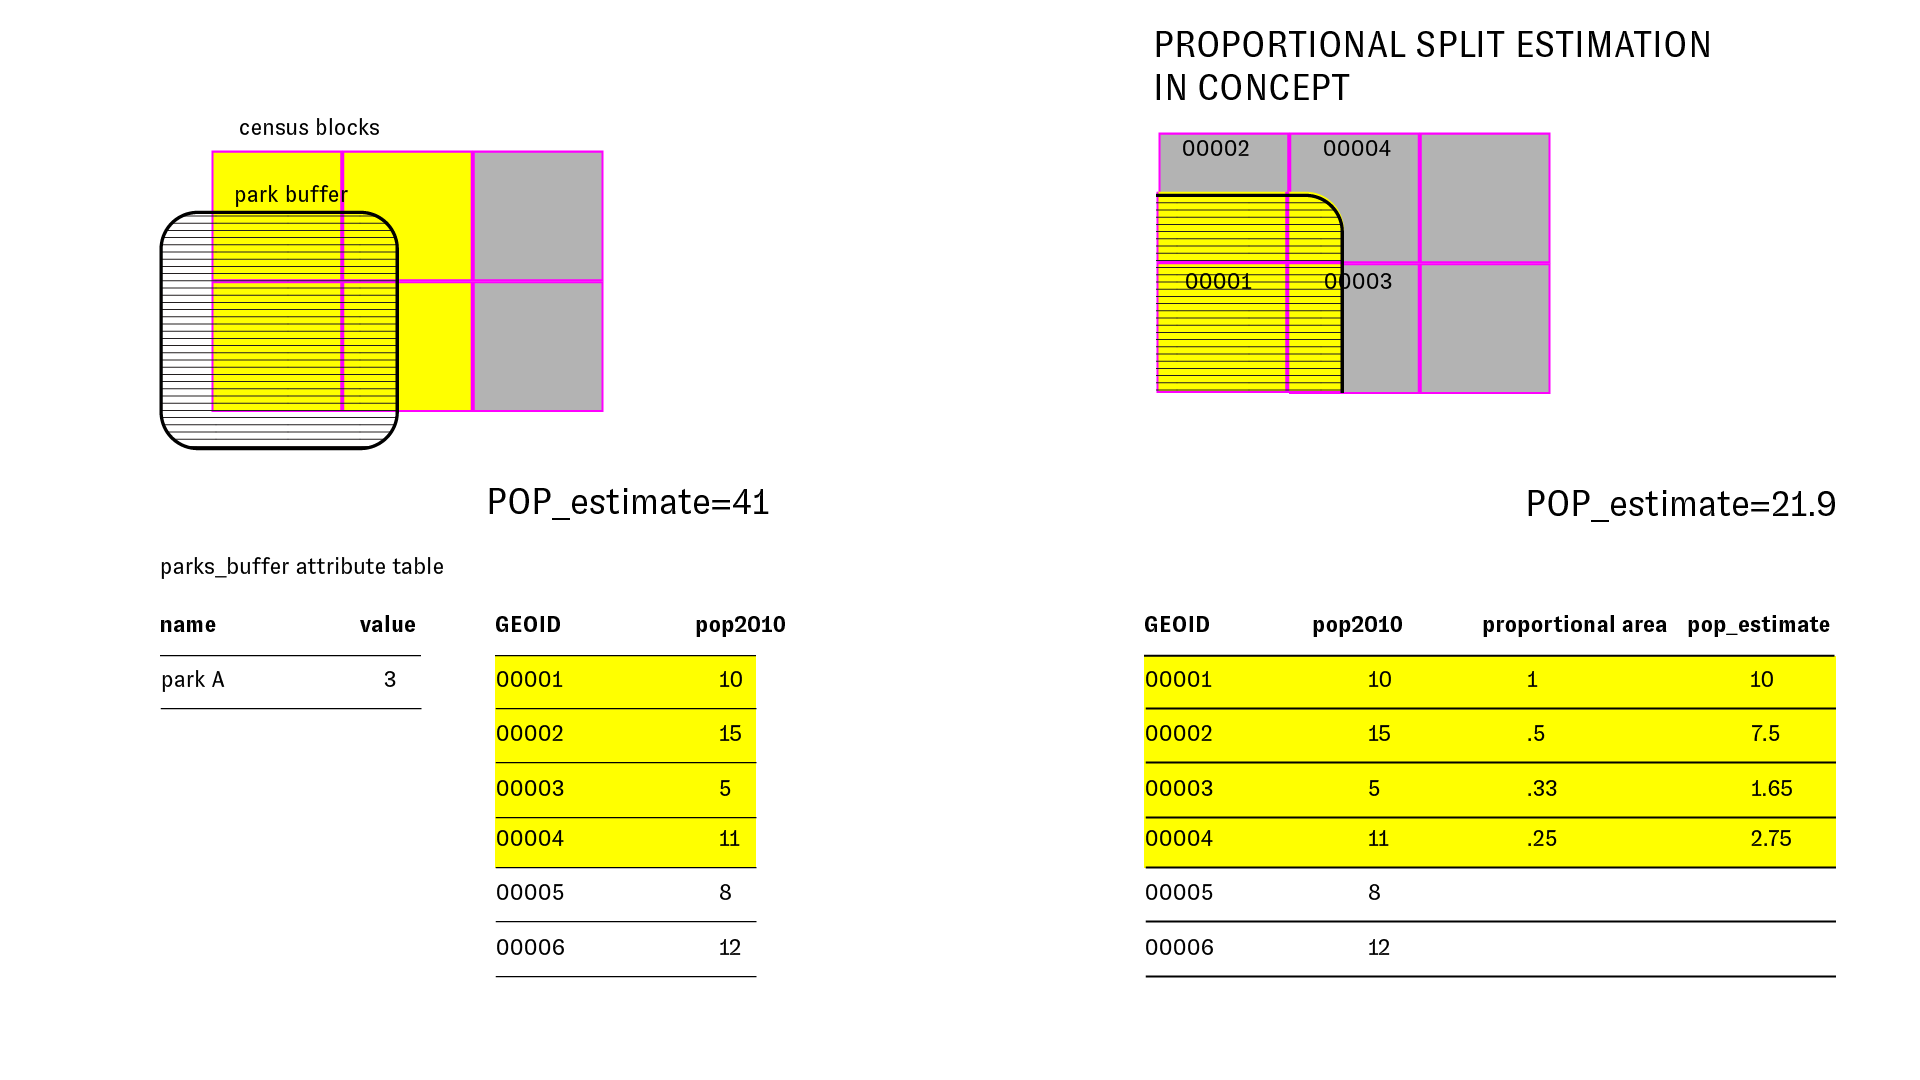 PROPORTIONAL SPLIT ESTIMATION
IN CONCEPT
census blocks
park buffer
00002 00004
00001 00003
POP_estimate=41
POP_estimate=21.9
parks_buffer attribute table
name value
park A 3
GEOID pop2010
00001 10
00002 15
00003 5
00004 11
00005 8
00006 12
GEOID pop2010 proportional area pop_estimate
00001 10 1 10
00002 15 .5 7.5
00003 5 .33 1.65
00004 11 .25 2.75
00005 8
00006 12